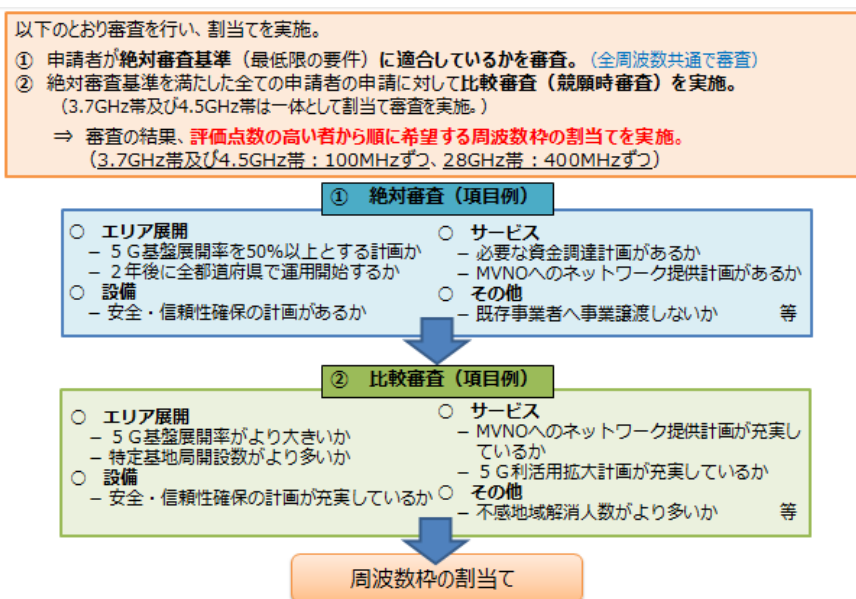 以下のとおり審査を行い、割当てを実施。
① 申請者が絶対審査基準（最低限の要件）に適合しているかを審査。（全周波数共通で審査）
② 絶対審査基準を満たした全ての申請者の申請に対して比較審査（競願時審査）を実施。
（3.7GHz帯及び4.5GHz帯は一体として割当て審査を実施。）
⇒ 審査の結果、評価点数の高い者から順に希望する周波数枠の割当てを実施。
（3.7GHz帯及び4.5GHz帯：100MHzずつ、28GHz帯：400MHzずつ）
① 絶対審査（項目例）
○ エリア展開
– ５Ｇ基盤展開率を50%以上とする計画か
– ２年後に全都道府県で運用開始するか
○ 設備
– 安全・信頼性確保の計画があるか
○ サービス
– 必要な資金調達計画があるか
– MVNOへのネットワーク提供計画があるか
○ その他
– 既存事業者へ事業譲渡しないか 等
② 比較審査（項目例）
○ エリア展開
– ５Ｇ基盤展開率がより大きいか
– 特定基地局開設数がより多いか
○ 設備
– 安全・信頼性確保の計画が充実しているか
○ サービス
– MVNOへのネットワーク提供計画が充実し
ているか
– ５Ｇ利活用拡大計画が充実しているか
○ その他
– 不感地域解消人数がより多いか 等
周波数枠の割当て